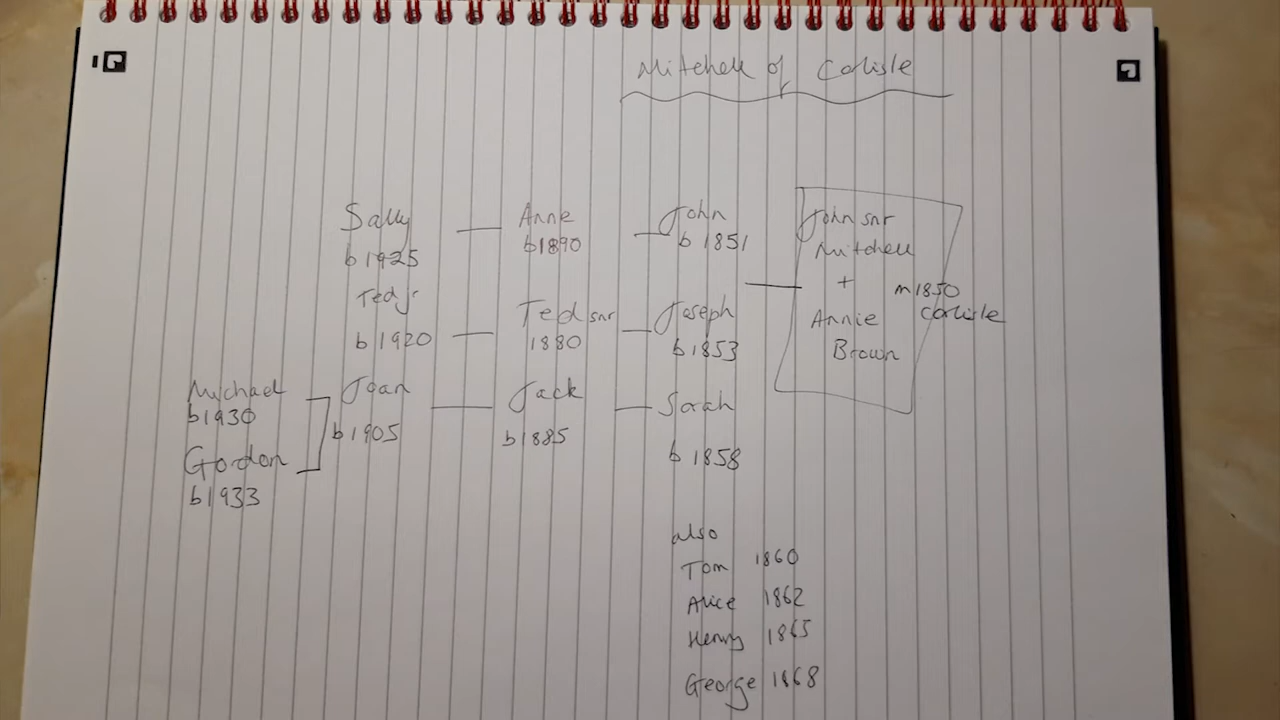 Mitchell of Carlisle
Sally
b1925
Ted jr
b1920
Michael
b1930
Gordon
b1933
Joan
b1905
Anne
b1890
Ted snr
1880
Jack
b1885
John
b 1851
Joseph
b1853
Sarah
b 1858
also
Tom 1860
Alice 1862
Henry 1865
George 1868
John snr
Mitchell
+
Annie
Brown
m1850
Carlisle